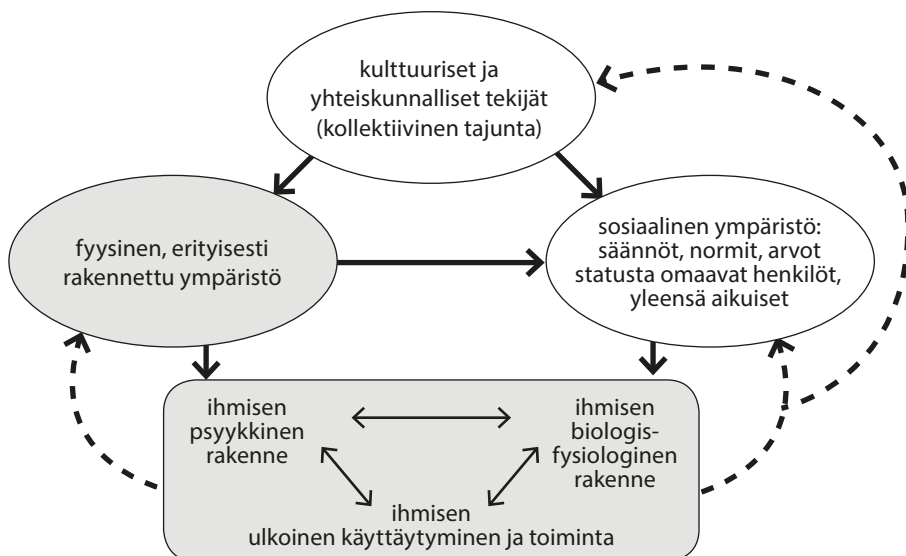 kulttuuriset ja
yhteiskunnalliset tekijät
(kollektiivinen tajunta)
fyysinen, erityisesti
rakennettu ympäristö
sosiaalinen ympäristö:
säännöt, normit, arvot
statusta omaavat henkilöt,
yleensä aikuiset
ihmisen
psyykkinen
rakenne
ihmisen
biologis-
fysiologinen
rakenne
ihmisen
ulkoinen käyttäytyminen ja toiminta